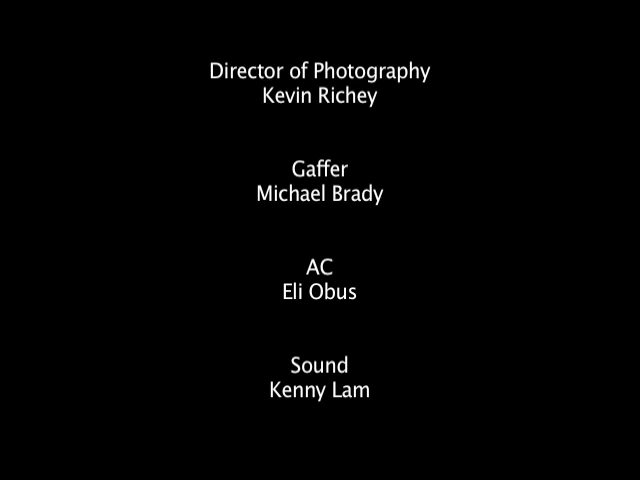 Director of Photography
Kevin Richey
Gaffer
Michael Brady
AC
Eli Obus
Sound
Kenny Lam